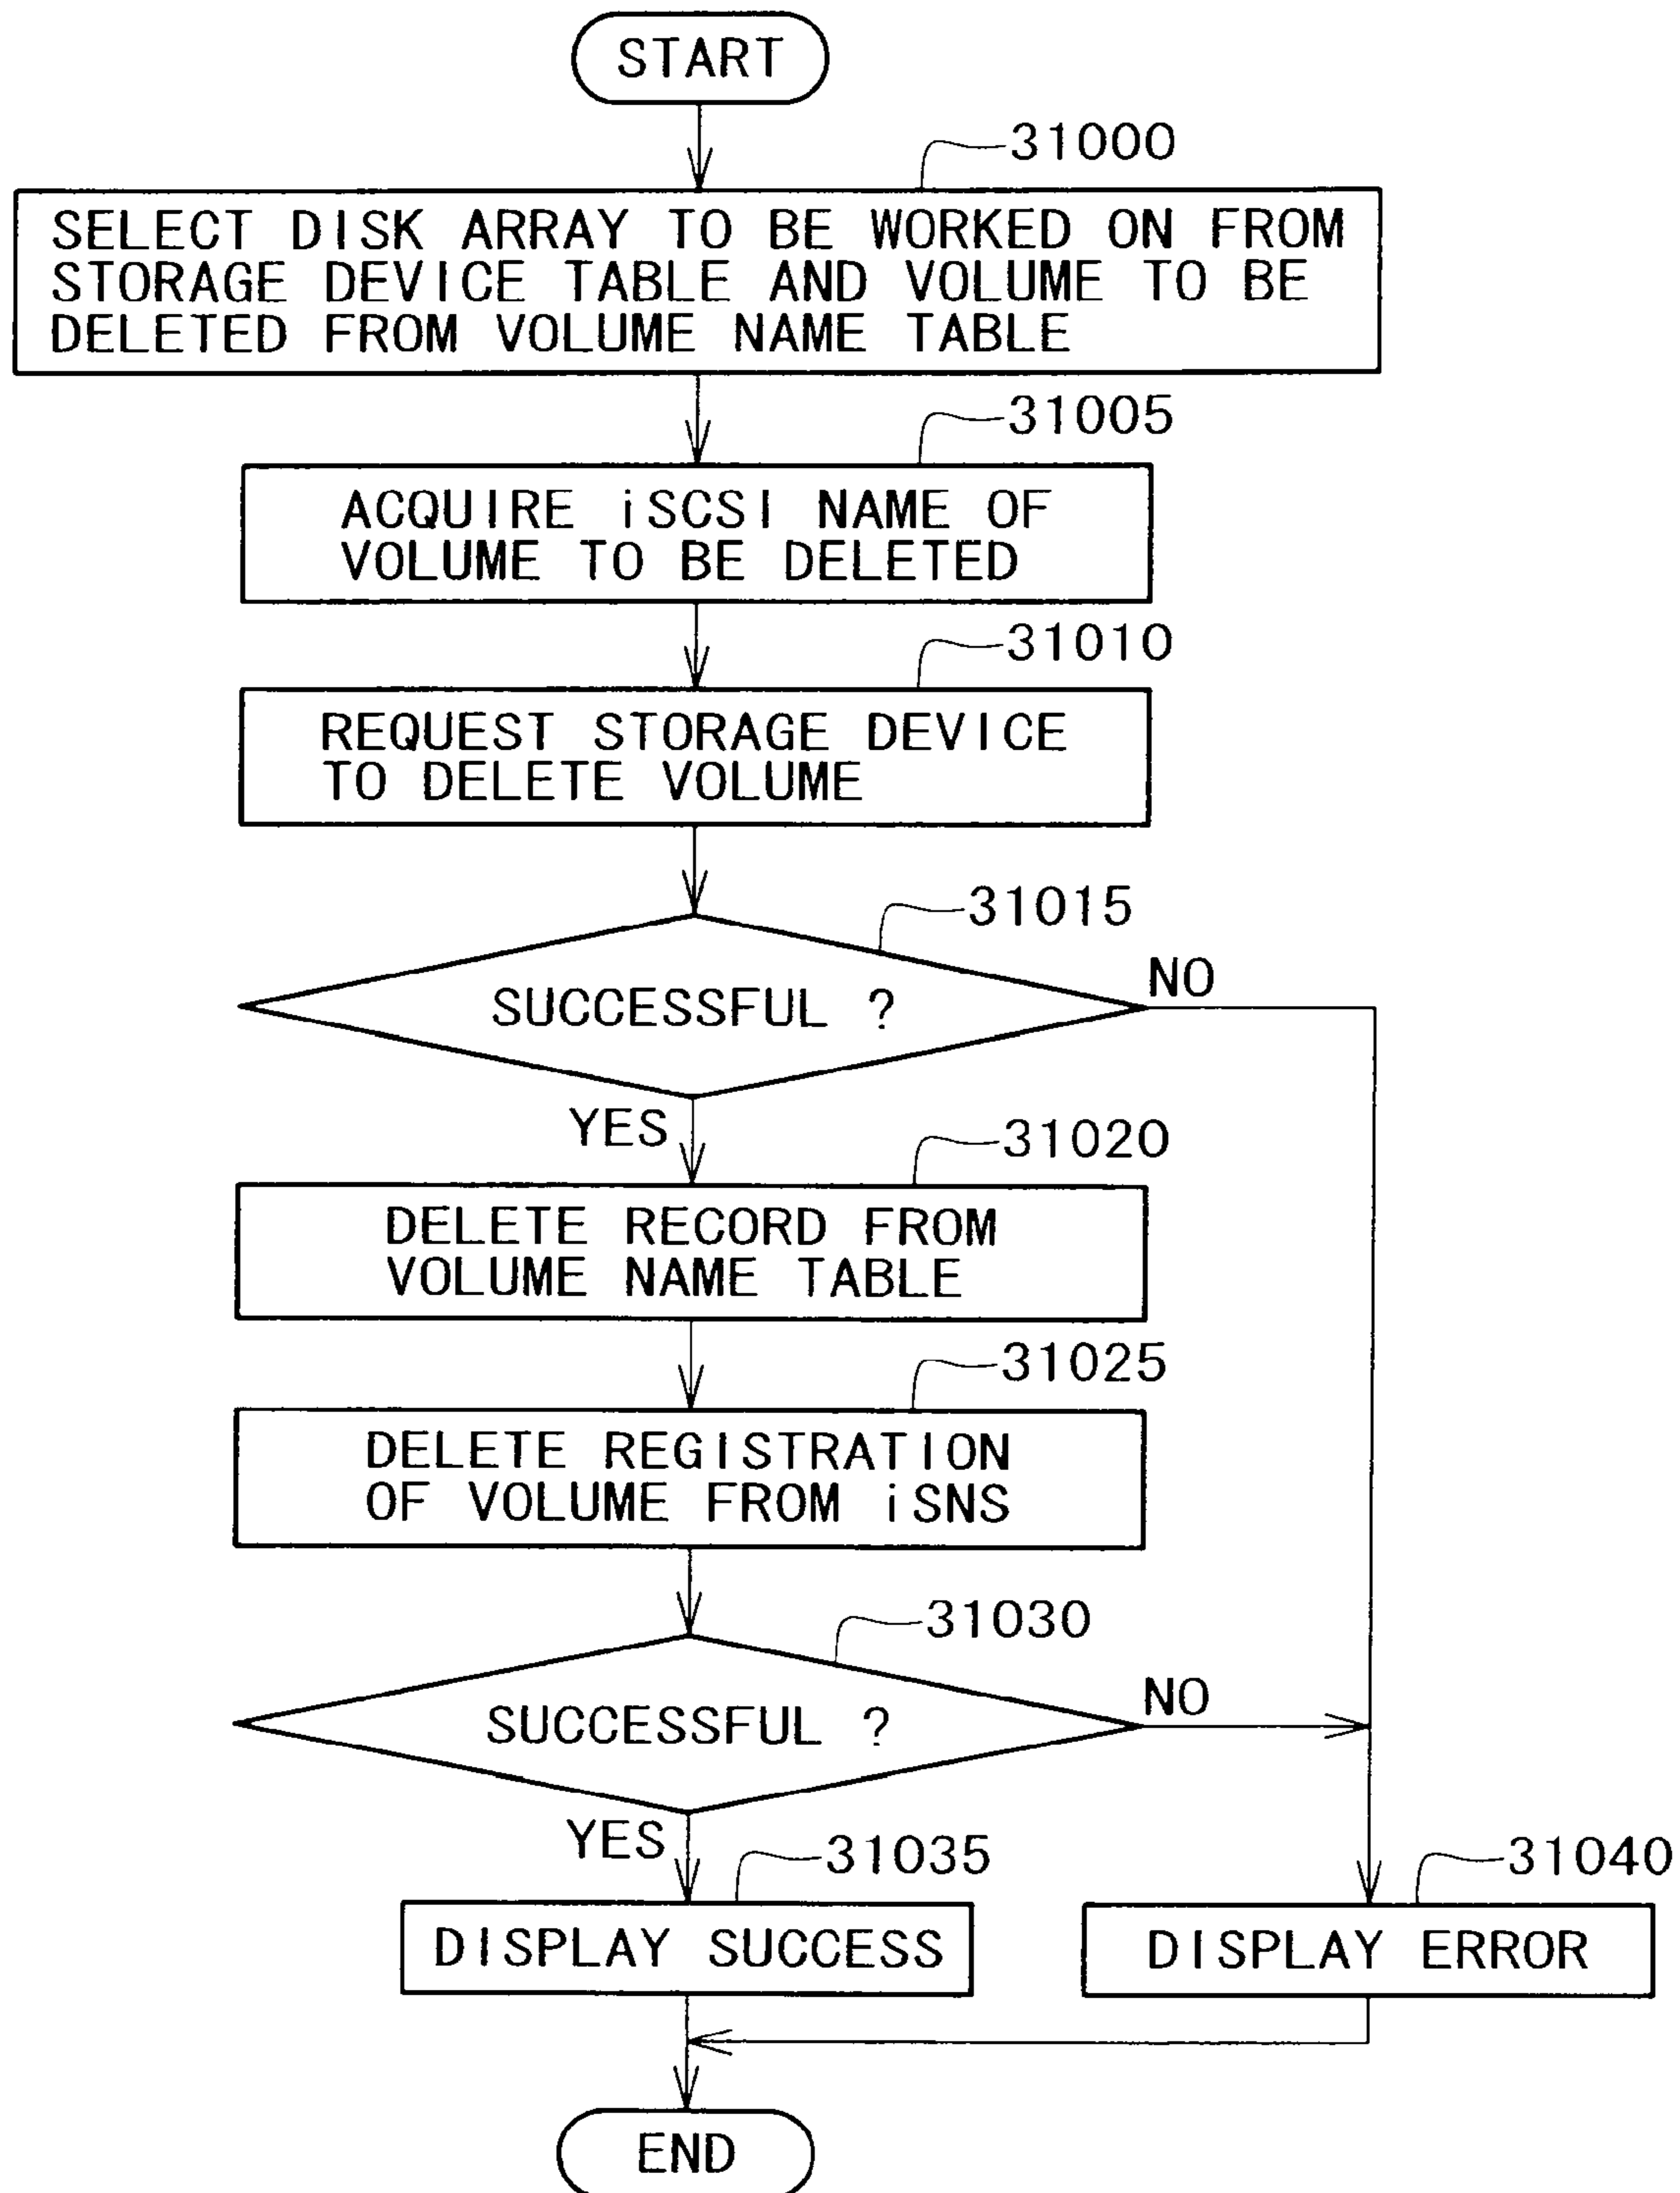 START
31000
SELECT DISK ARRAY TO BE WORKED ON FROM
STORAGE DEVICE TABLE AND VOLUME TO BE
DELETED FROM VOLUME NAME TABLE
31005
ACQUIRE iSCSI NAME OF
VOLUME TO BE DELETED
31010
REQUEST STORAGE DEVICE
TO DELETE VOLUME
31015
SUCCESSFUL ?
NO
YES
31020
DELETE RECORD FROM
VOLUME NAME TABLE
31025
DELETE REGISTRATION
OF VOLUME FROM iSNS
31030
SUCCESSFUL ?
NO
YES
31035
DISPLAY SUCCESS
31040
DISPLAY ERROR
END